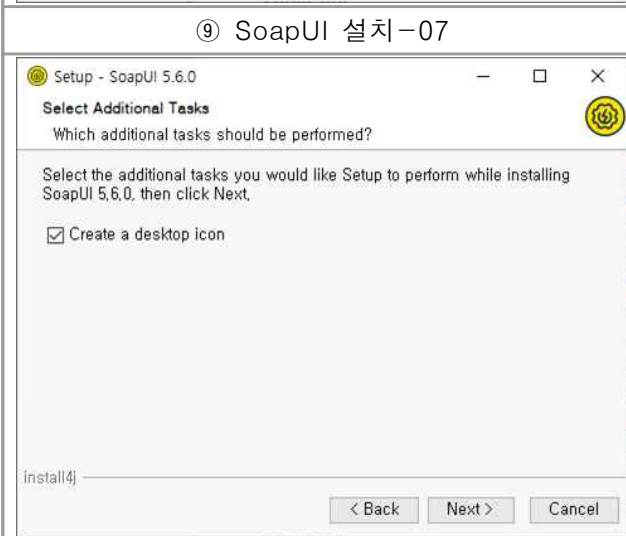 ⑨ SoapUI 설치-07
Setup - SoapUI 5.6.0
Select Additional Tasks
Which additional tasks should be performed?
Select the additional tasks you would like Setup to perform while installing
SoapUI 5.6.0, then click Next.
Create a desktop icon
install4j
< Back Next > Cancel